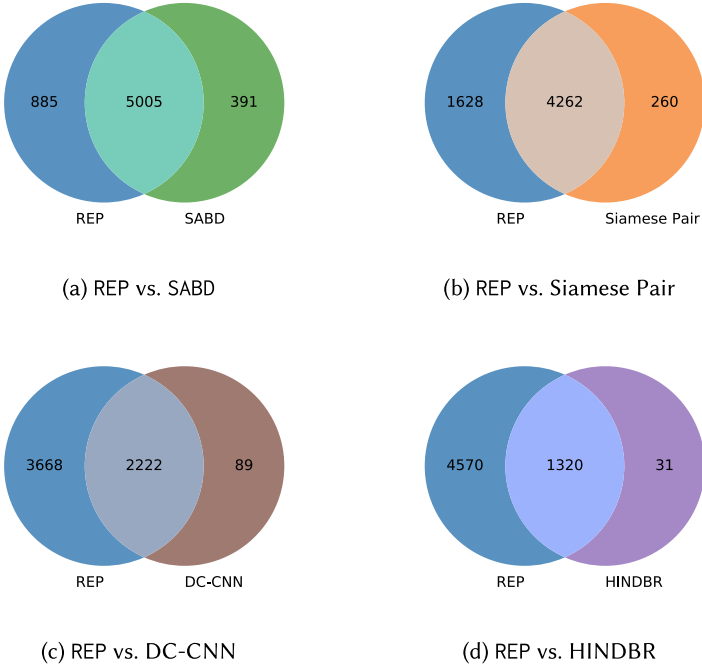 885 5005 391
REP SABD
(a) REP vs. SABD
1628 4262 260
REP Siamese Pair
(b) REP vs. Siamese Pair
3668 2222 89
REP DC-CNN
(c) REP vs. DC-CNN
4570 1320 31
REP HINDBR
(d) REP vs. HINDBR